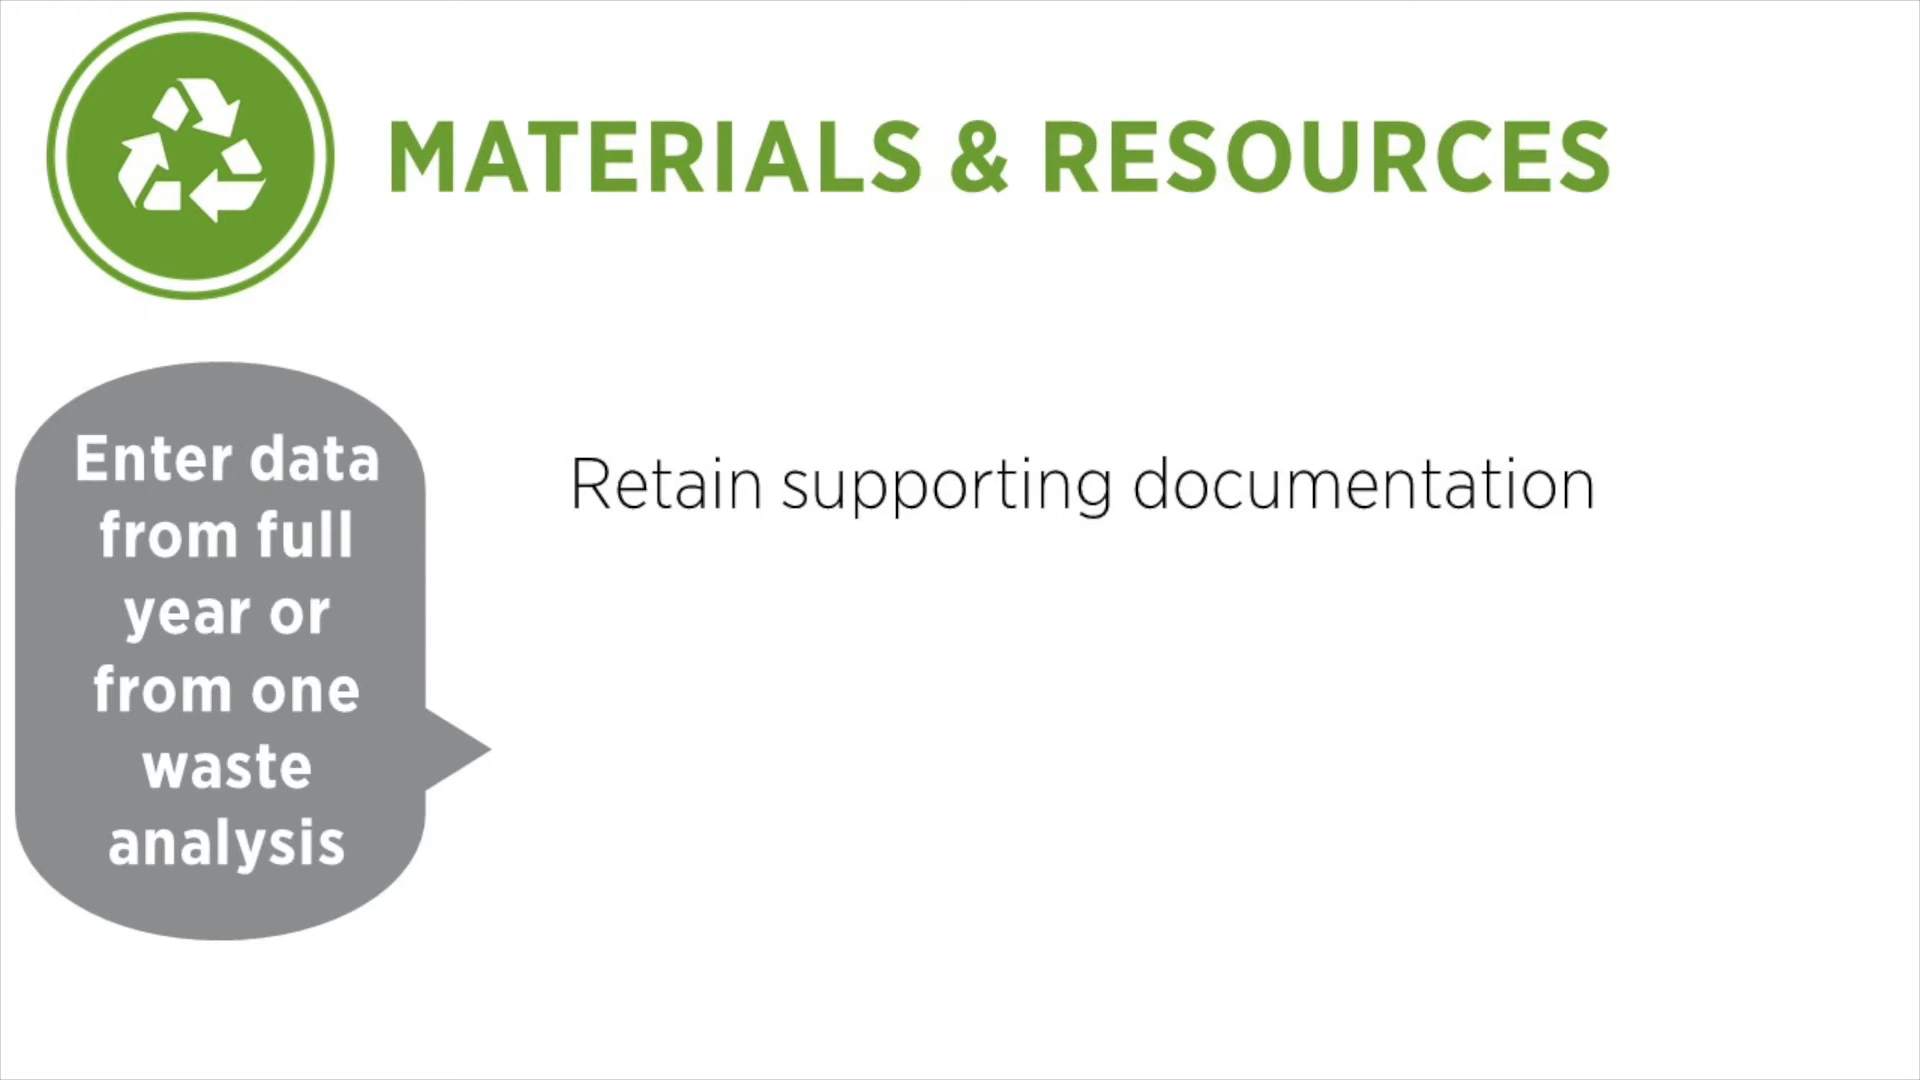 MATERIALS & RESOURCES
Enter data
from full
year or
from one
waste
analysis
Retain supporting documentation